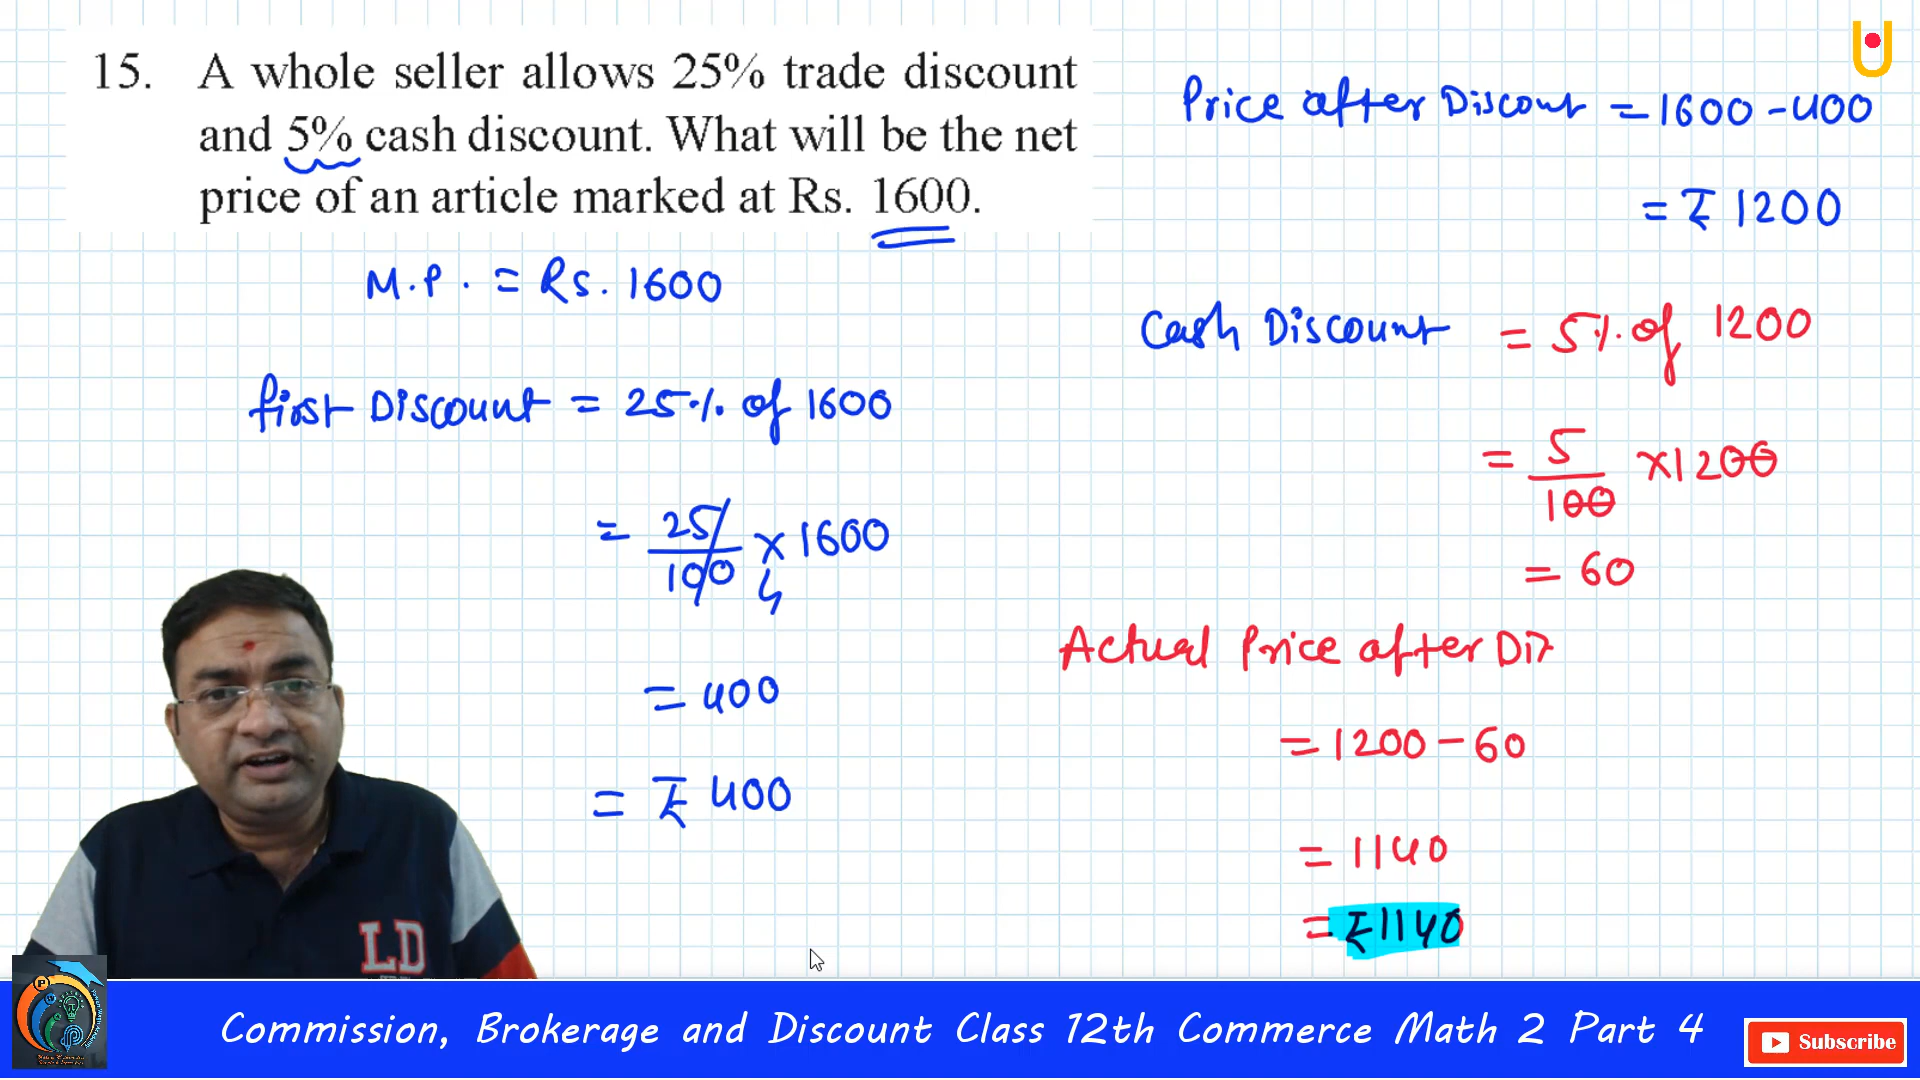 15. A whole seller allows 25% trade discount
and 5% cash discount. What will be the net
price of an article marked at Rs. 1600.
M.P. = Rs. 1600
first Discount = 25% of 1600
= 25/100 × 1600
4
= 400
= ₹ 400
Price after Discount = 1600 - 400
= ₹ 1200
Cash Discount = 5% of 1200
= 5/100 × 1200
= 60
Actual Price after Dis
= 1200 - 60
= 1140
= ₹ 1140
LD
Commission, Brokerage and Discount Class 12th Commerce Math 2 Part 4
Subscribe